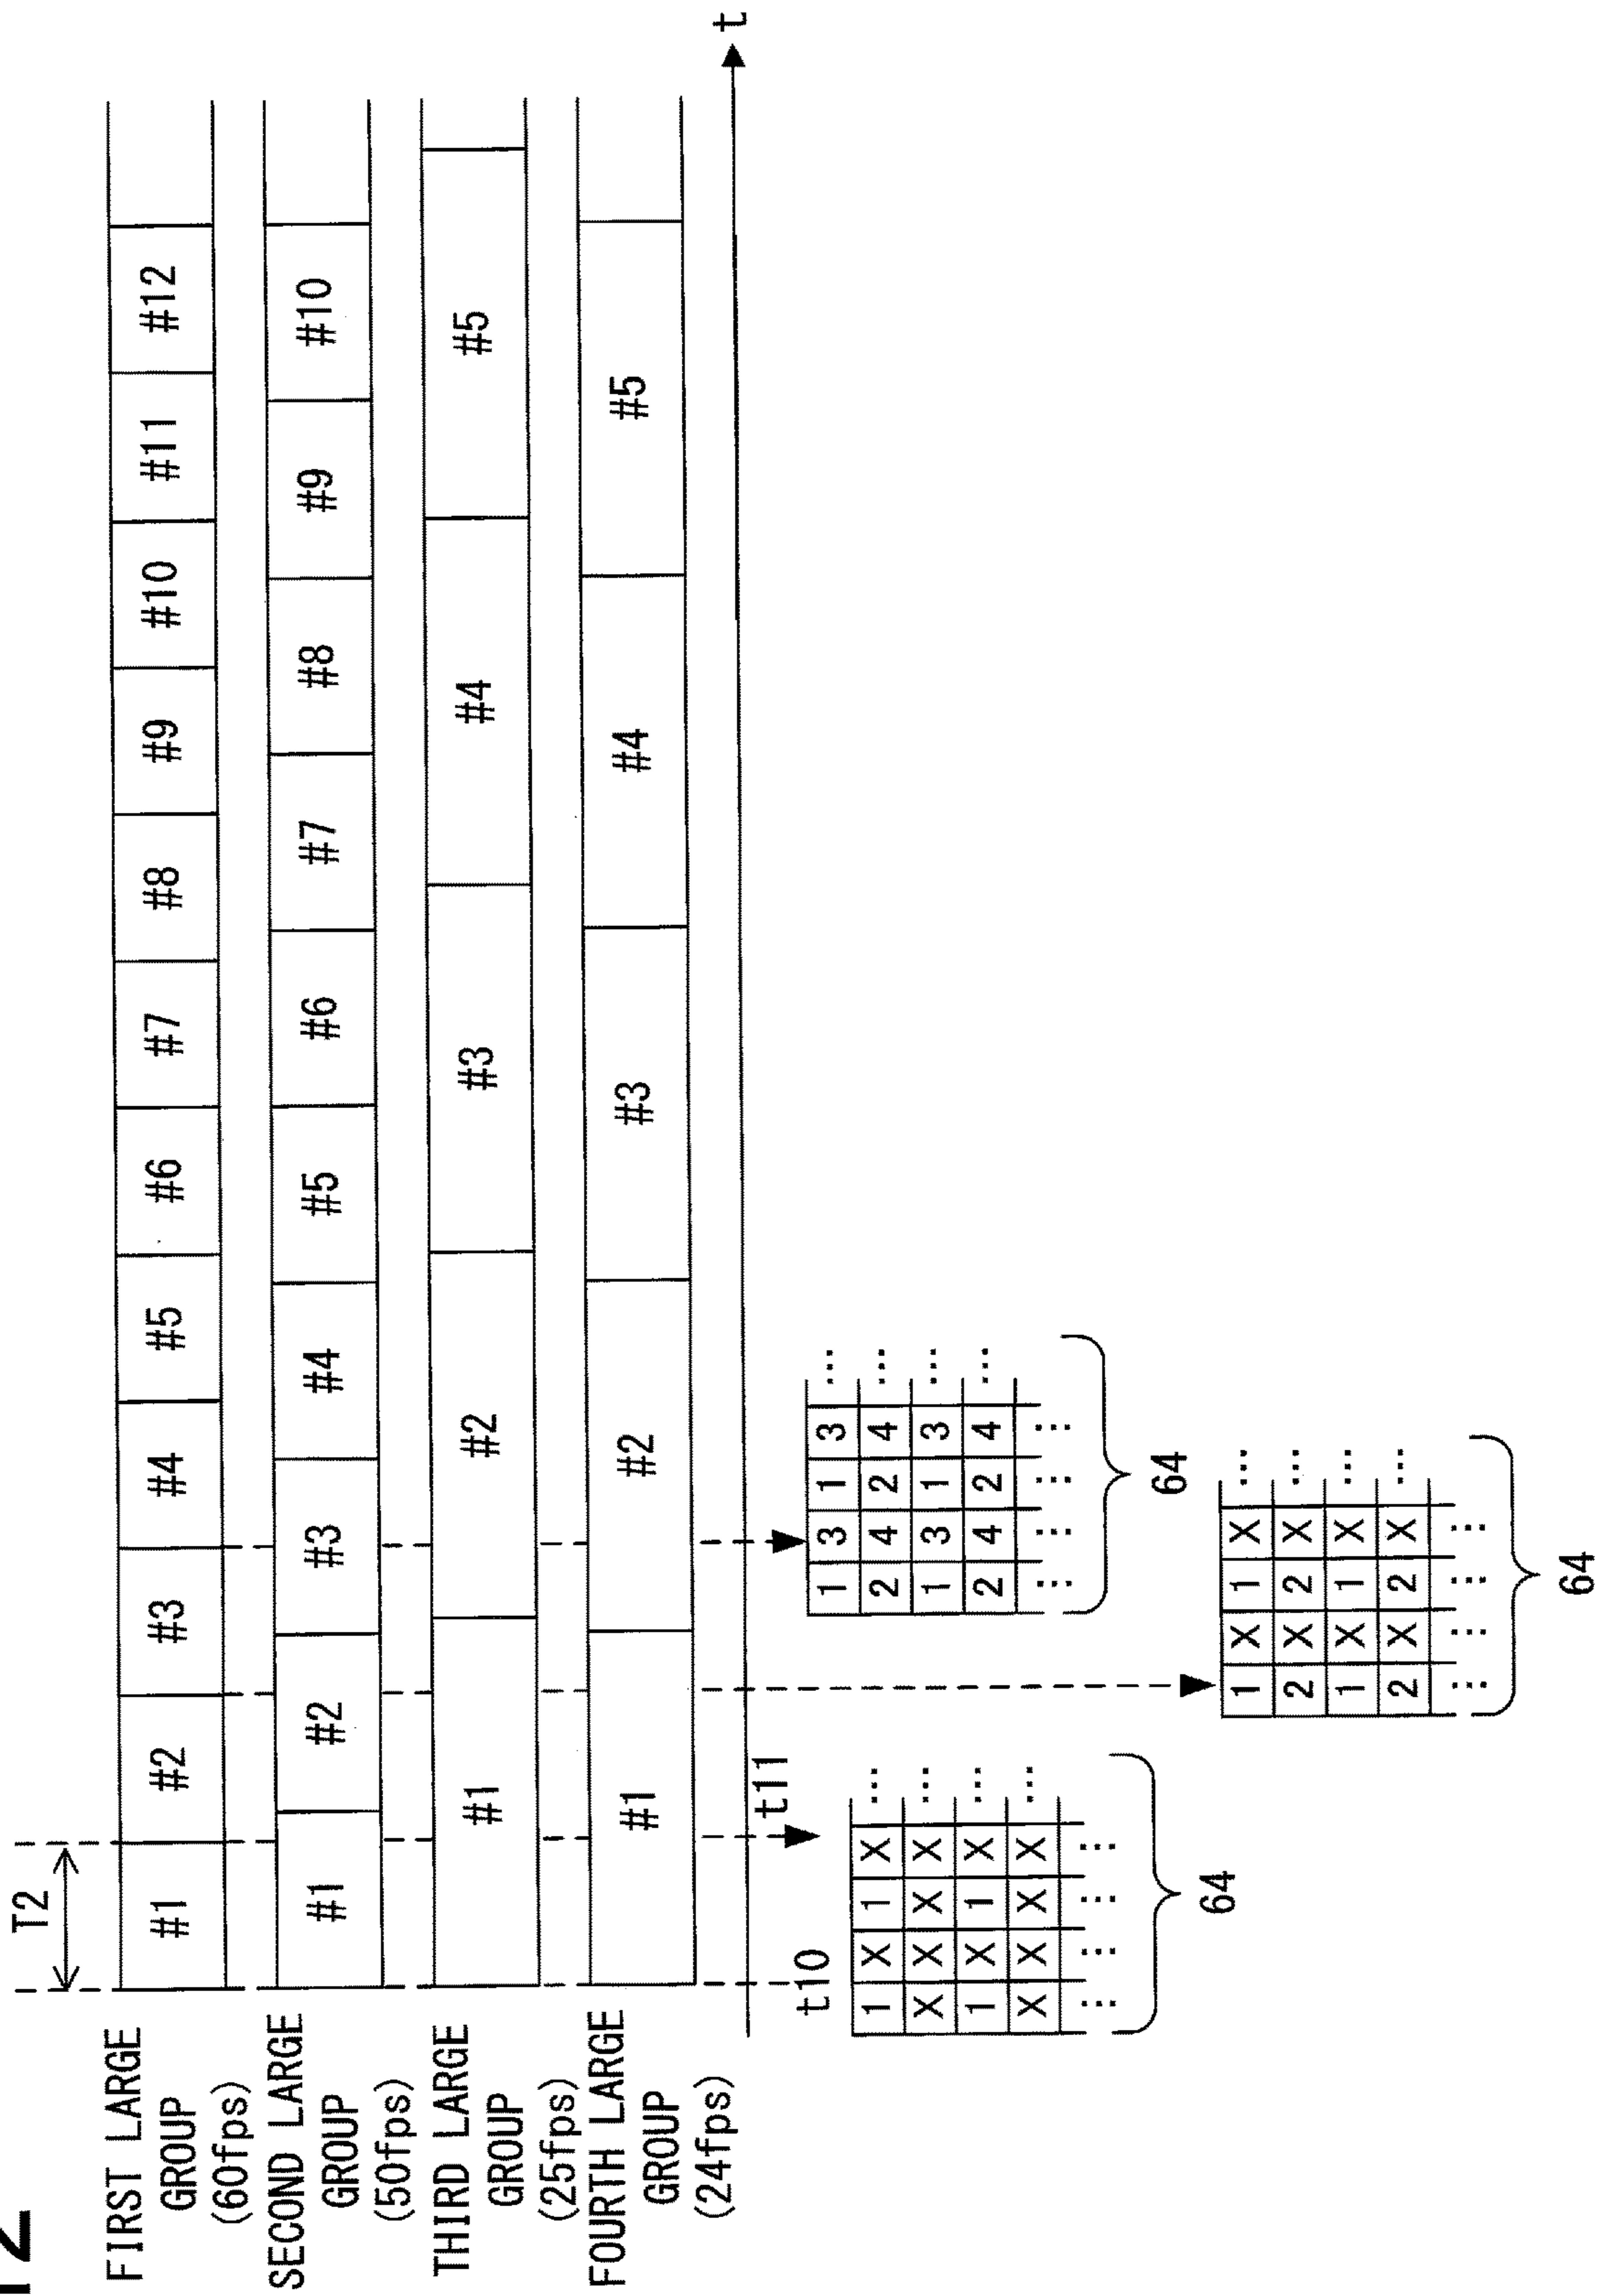 T2
FIRST LARGE
GROUP
(60fps)
#1 #2 #3 #4 #5 #6 #7 #8 #9 #10 #11 #12
SECOND LARGE
GROUP
(50fps)
#1 #2 #3 #4 #5 #6 #7 #8 #9 #10
THIRD LARGE
GROUP
(25fps)
#1 #2 #3 #4 #5
FOURTH LARGE
GROUP
(24fps)
#1 #2 #3 #4 #5
t
t10 t11
1 X 1 X ...
X X X X ...
1 X 1 X ...
X X X X ...
... ... ... ...
64
1 3 1 3 ...
2 4 2 4 ...
1 3 1 3 ...
2 4 2 4 ...
... ... ... ...
64
1 X 1 X ...
2 X 2 X ...
1 X 1 X ...
2 X 2 X ...
... ... ... ...
64